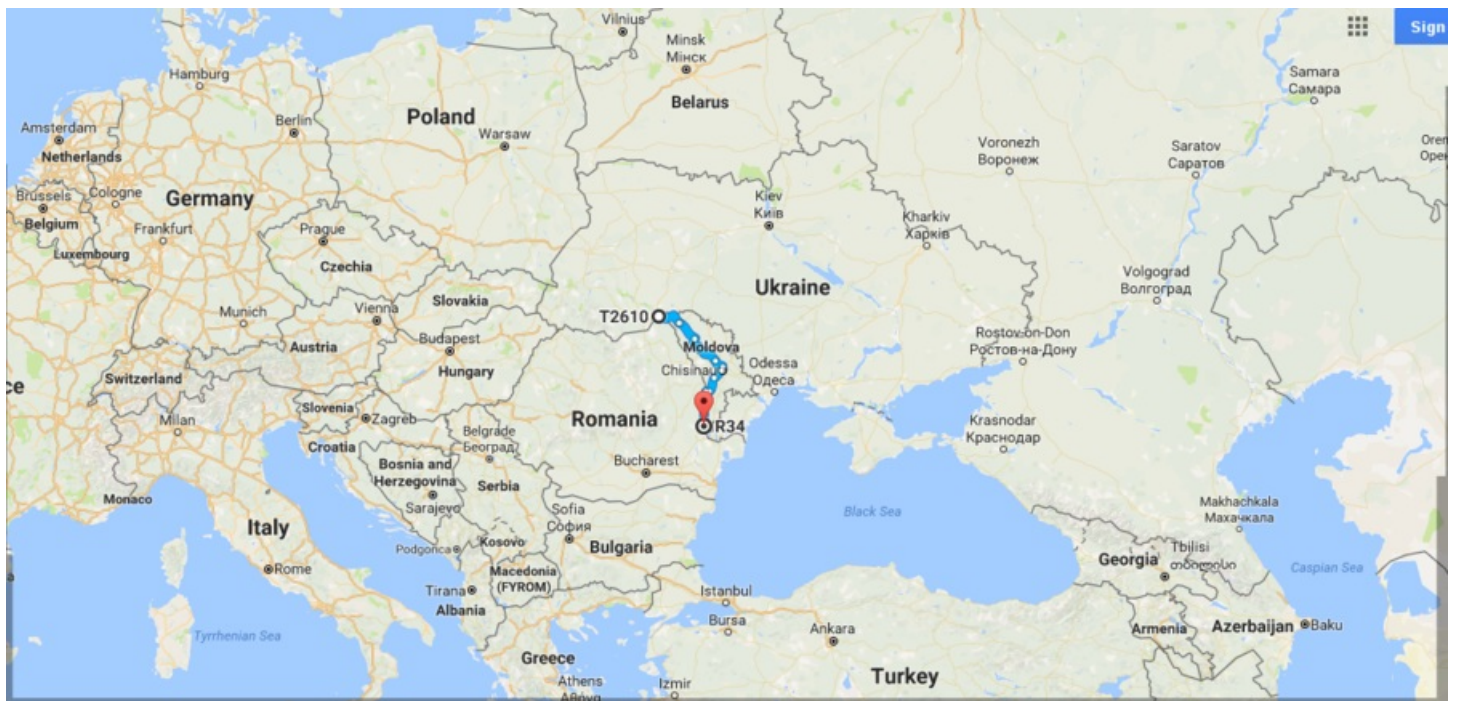 Vilnius
Minsk
Мінск
Sign
Hamburg
Samara
Самара
Poland
Belarus
Berlin
Amsterdam
Warsaw
Netherlands
Voronezh
Воронеж
Saratov
Саратов
Brussels
Cologne
Germany
Kiev
Київ
Belgium
Frankfurt
Prague
Kharkiv
Харків
Luxembourg
Czechia
Volgograd
Волгоград
Slovakia
Ukraine
Munich
Vienna
T2610
Rostov-on-Don
Ростов-на-Дону
Austria
Budapest
Moldova
Hungary
Chisinau
Odessa
Одеса
Switzerland
Slovenia
Zagreb
Milan
Romania
R34
Krasnodar
Краснодар
Croatia
Belgrade
Београд
Bosnia and
Herzegovina
Bucharest
Serbia
Monaco
Sarajevo
Sofia
София
Black Sea
Makhachkala
Махачкала
Italy
Kosovo
Bulgaria
Podgorica
Georgia
Tbilisi
თბილისი
Macedonia
(FYROM)
Rome
Caspian Sea
Tirana
Albania
Istanbul
Bursa
Ankara
Armenia
Azerbaijan
Baku
Tyrrhenian Sea
Greece
Turkey
Athens
Αθήνα
Izmir